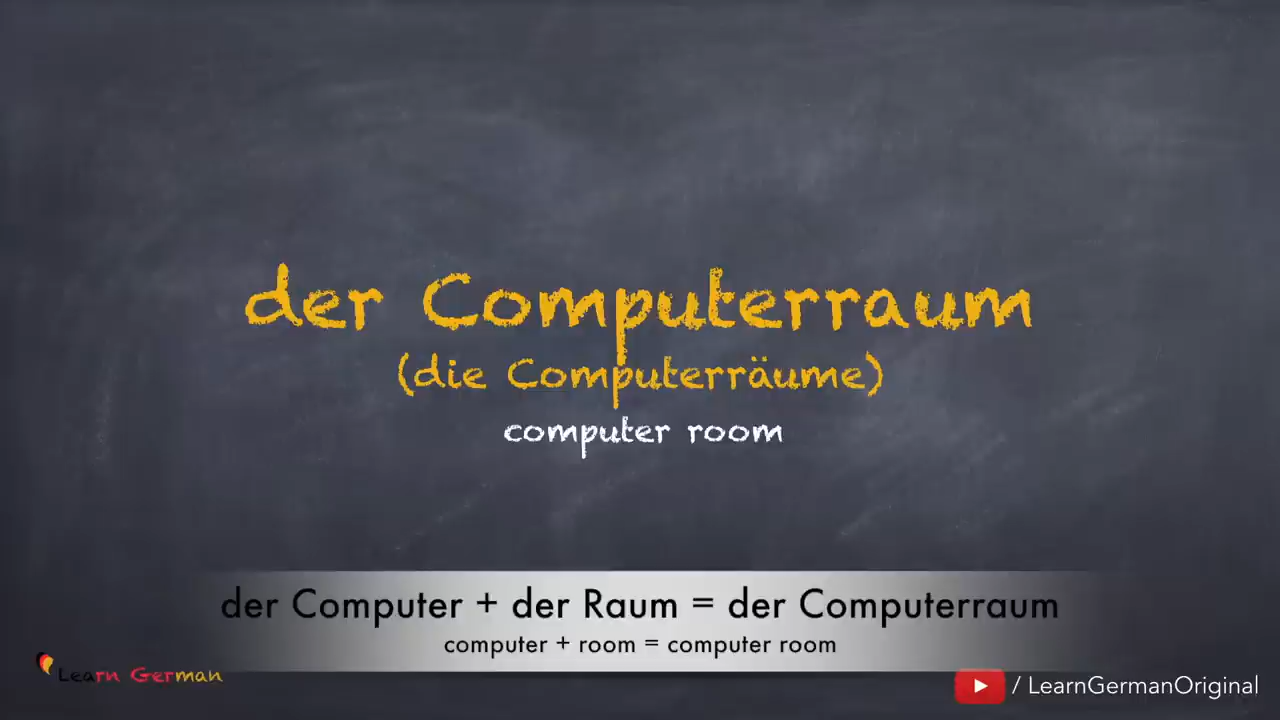 der Computerraum
(die Computerräume)
computer room
der Computer + der Raum = der Computerraum
computer + room = computer room
Learn German
/ LearnGermanOriginal